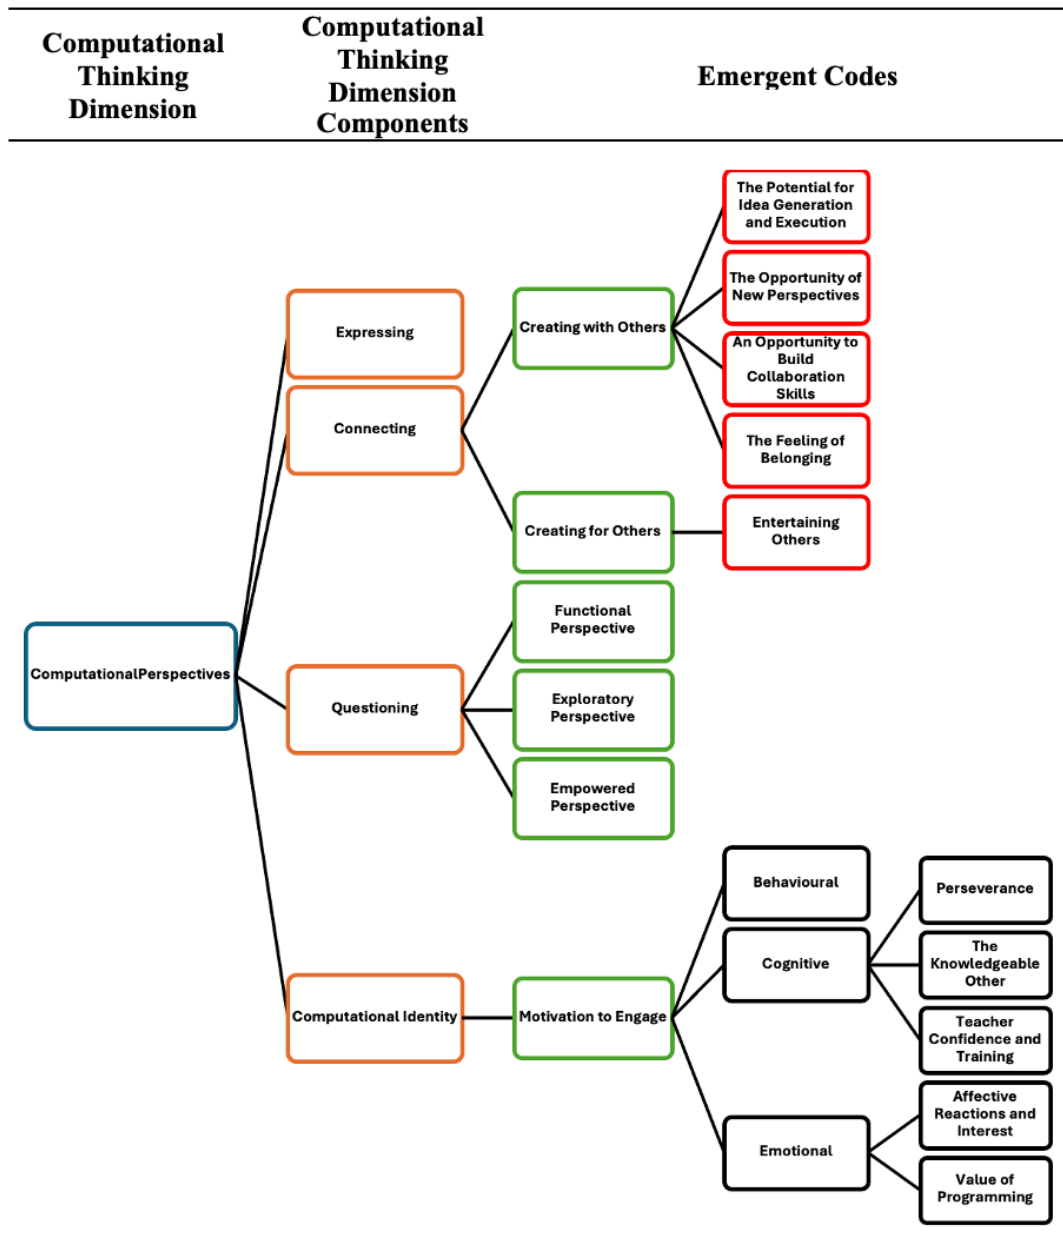 Computational
Thinking
Dimension
Computational
Thinking
Dimension
Components
Emergent Codes
The Potential for
Idea Generation
and Execution
The Opportunity of
New Perspectives
An Opportunity to
Build
Collaboration
Skills
The Feeling of
Belonging
Entertaining
Others
Expressing
Connecting
Creating with Others
Creating for Others
Functional
Perspective
Exploratory
Perspective
Empowered
Perspective
ComputationalPerspectives
Questioning
Computational Identity
Motivation to Engage
Behavioural
Cognitive
Emotional
Perseverance
The
Knowledgeable
Other
Teacher
Confidence and
Training
Affective
Reactions and
Interest
Value of
Programming